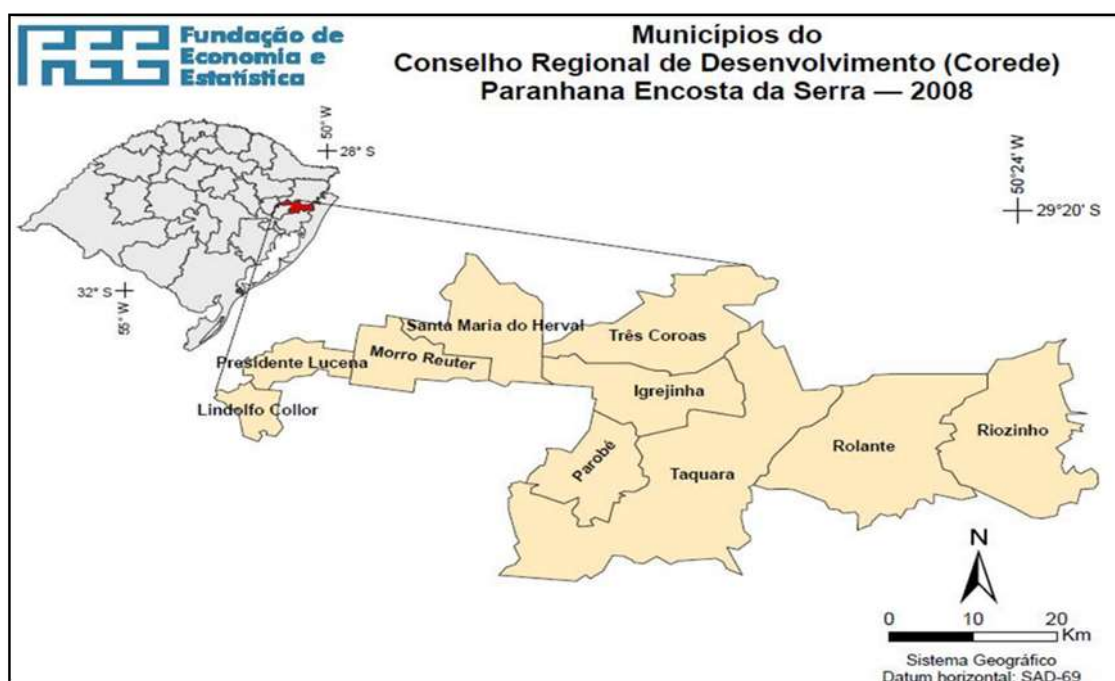 FEE
Fundação de
Economia e
Estatística
Municípios do
Conselho Regional de Desenvolvimento (Corede)
Paranhana Encosta da Serra — 2008
50° W
28° S
32° S
55° W
50°24' W
29°20' S
Santa Maria do Herval
Três Coroas
Presidente Lucena
Morro Reuter
Igrejinha
Lindolfo Collor
Riozinho
Rolante
Parobé
Taquara
N
0 10 20
Km
Sistema Geográfico
Datum horizontal: SAD-69